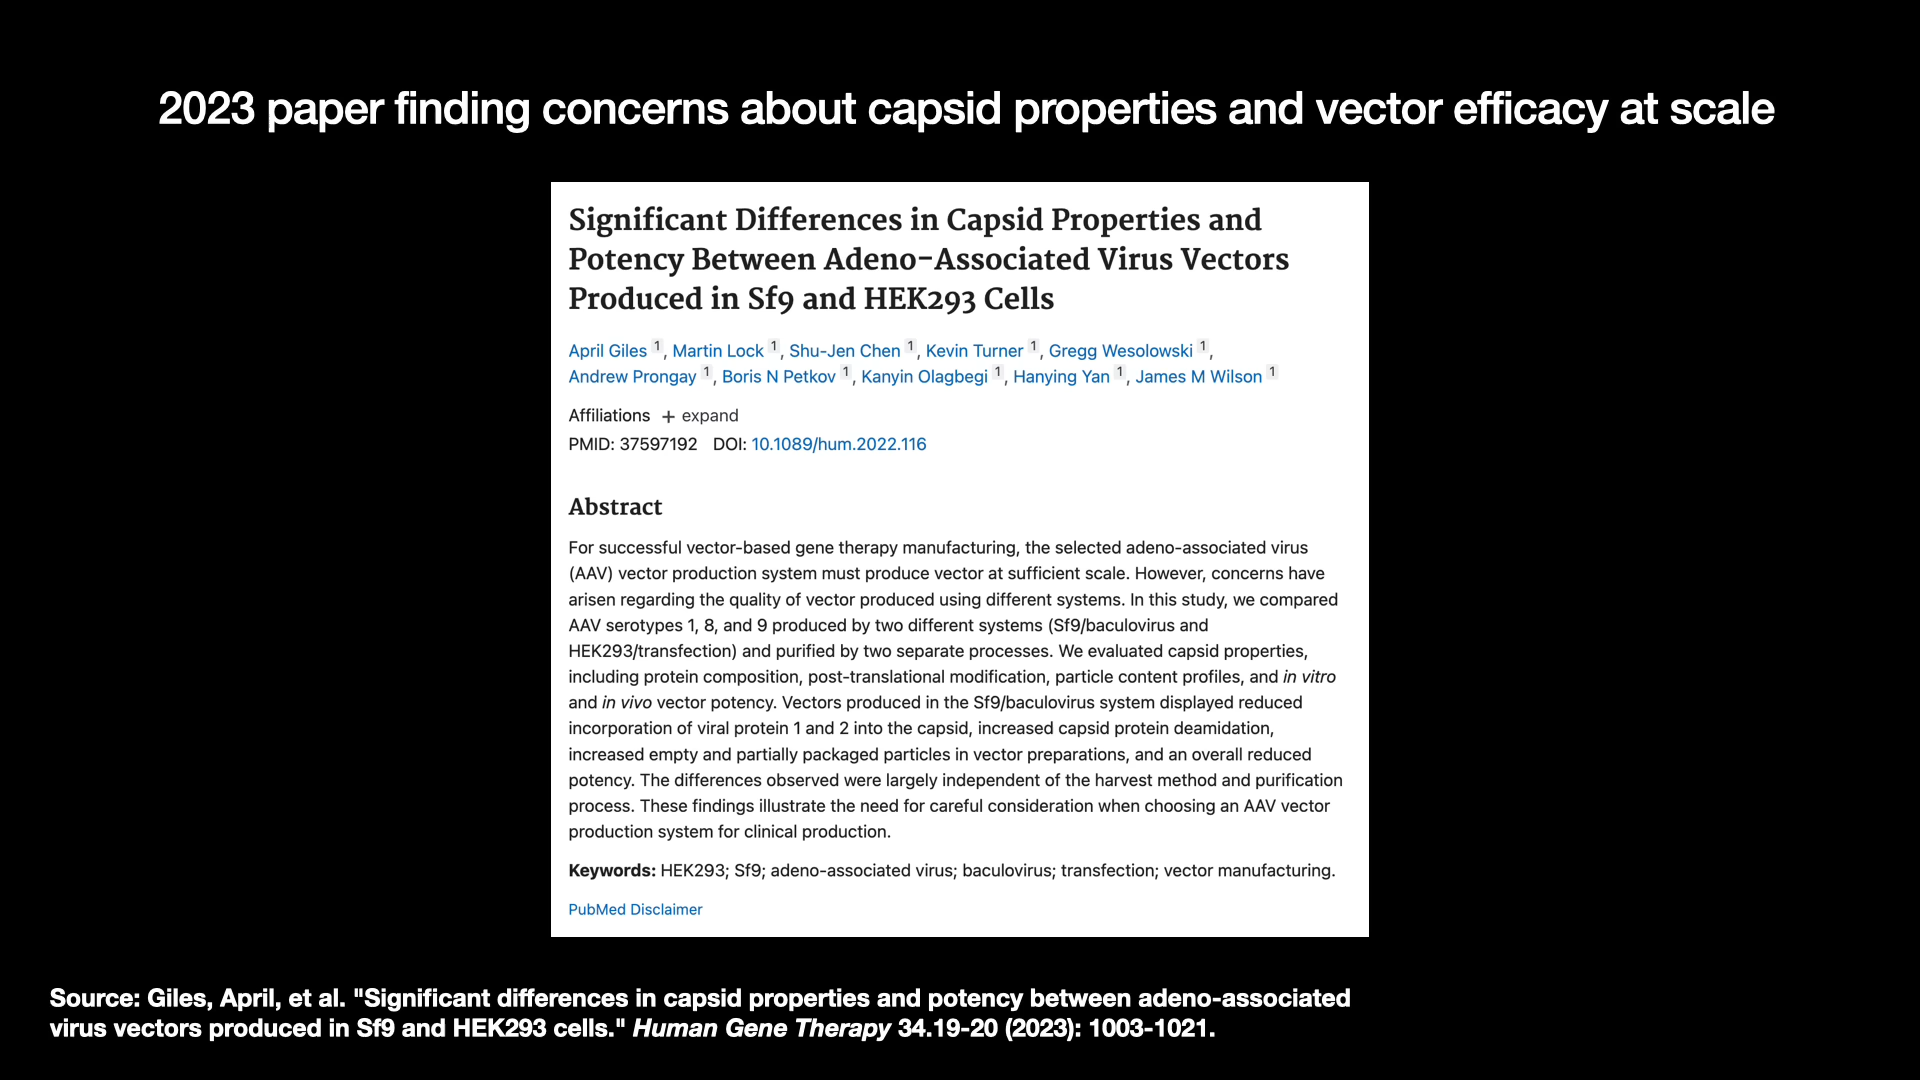 2023 paper finding concerns about capsid properties and vector efficacy at scale
Significant Differences in Capsid Properties and
Potency Between Adeno-Associated Virus Vectors
Produced in Sf9 and HEK293 Cells
April Giles 1, Martin Lock 1, Shu-Jen Chen 1, Kevin Turner 1, Gregg Wesolowski 1,
Andrew Prongay 1, Boris N Petkov 1, Kanyin Olagbegi 1, Hanying Yan 1, James M Wilson 1
Affiliations + expand
PMID: 37597192 DOI: 10.1089/hum.2022.116
Abstract
For successful vector-based gene therapy manufacturing, the selected adeno-associated virus
(AAV) vector production system must produce vector at sufficient scale. However, concerns have
arisen regarding the quality of vector produced using different systems. In this study, we compared
AAV serotypes 1, 8, and 9 produced by two different systems (Sf9/baculovirus and
HEK293/transfection) and purified by two separate processes. We evaluated capsid properties,
including protein composition, post-translational modification, particle content profiles, and in vitro
and in vivo vector potency. Vectors produced in the Sf9/baculovirus system displayed reduced
incorporation of viral protein 1 and 2 into the capsid, increased capsid protein deamidation,
increased empty and partially packaged particles in vector preparations, and an overall reduced
potency. The differences observed were largely independent of the harvest method and purification
process. These findings illustrate the need for careful consideration when choosing an AAV vector
production system for clinical production.
Keywords: HEK293; Sf9; adeno-associated virus; baculovirus; transfection; vector manufacturing.
PubMed Disclaimer
Source: Giles, April, et al. "Significant differences in capsid properties and potency between adeno-associated
virus vectors produced in Sf9 and HEK293 cells." Human Gene Therapy 34.19-20 (2023): 1003-1021.